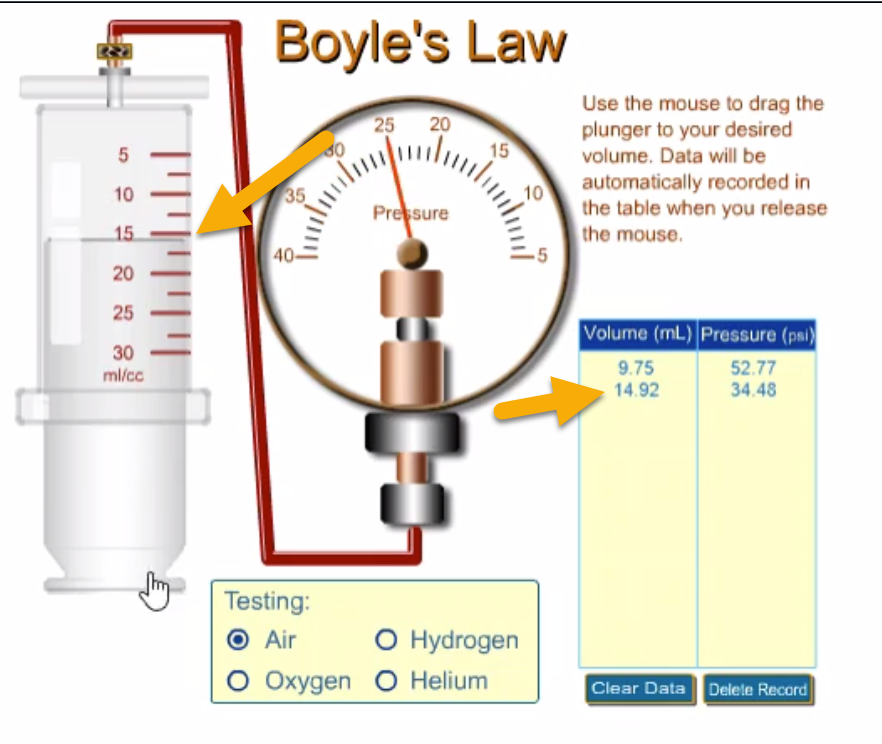 Boyle's Law
5
10
15
20
25
30
ml/cc
40
35
30
25
20
15
10
5
Pressure
Use the mouse to drag the
plunger to your desired
volume. Data will be
automatically recorded in
the table when you release
the mouse.
Volume (mL) Pressure (psi)
9.75 52.77
14.92 34.48
Testing:
Air Hydrogen
Oxygen Helium
Clear Data Delete Record